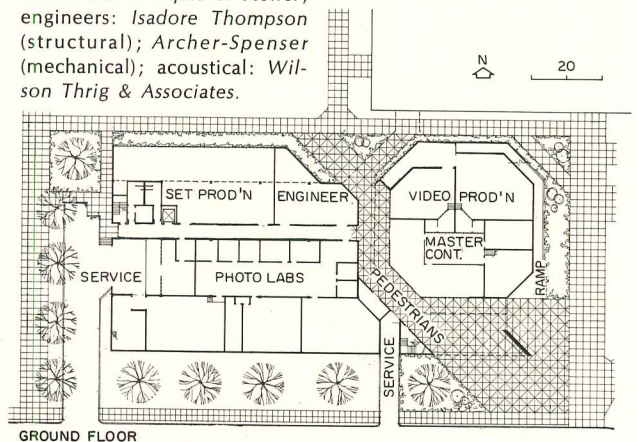 engineers: Isadore Thompson
(structural); Archer-Spenser
(mechanical); acoustical: Wil-
son Thrig & Associates.
N
20
SET PROD'N
ENGINEER
VIDEO PROD'N
MASTER
CONT.
RAMP
SERVICE
PHOTO LABS
PEDESTRIANS
SERVICE
GROUND FLOOR